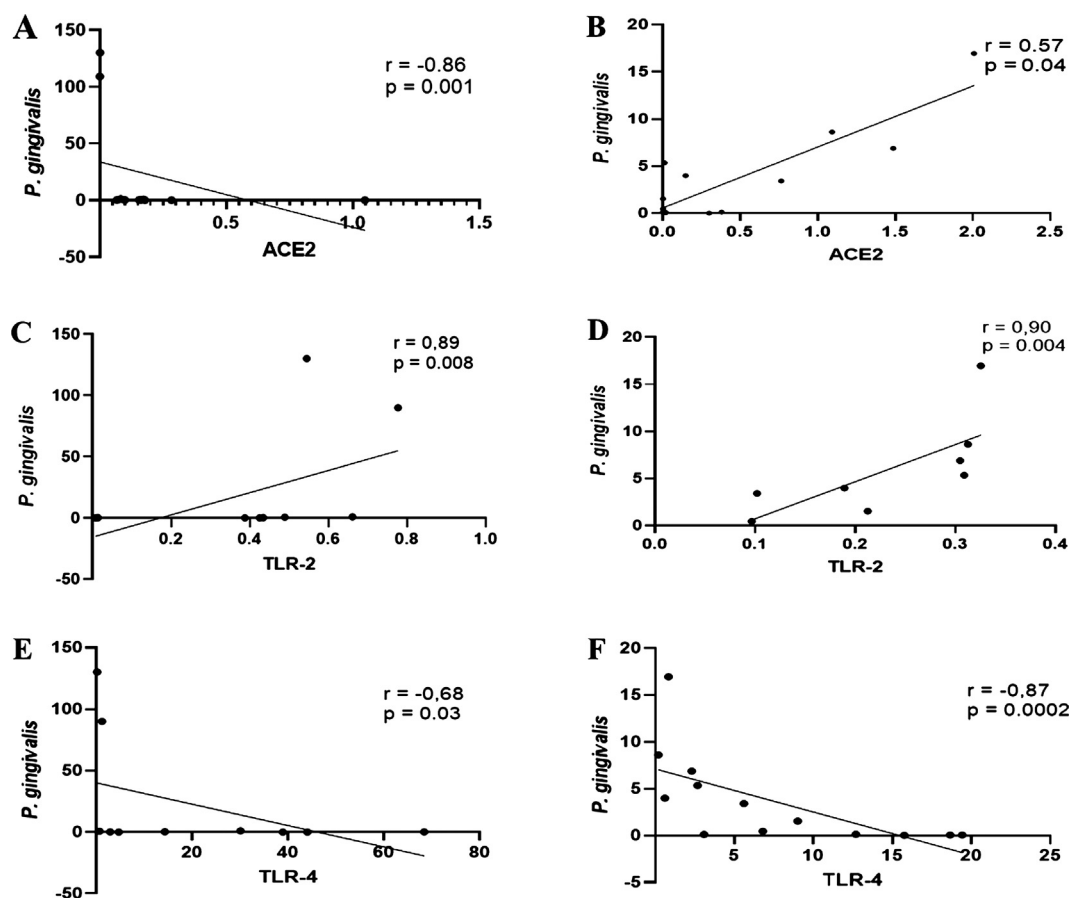 A
150
100
50
0
-50
P. gingivalis
0.5
1.0
1.5
ACE2
r = -0.86
p = 0.001
B
20
15
10
5
0
P. gingivalis
0.0
0.5
1.0
1.5
2.0
2.5
ACE2
r = 0.57
p = 0.04
C
150
100
50
0
-50
P. gingivalis
0.2
0.4
0.6
0.8
1.0
TLR-2
r = 0,89
p = 0.008
D
20
15
10
5
0
P. gingivalis
0.0
0.1
0.2
0.3
0.4
TLR-2
r = 0,90
p = 0.004
E
150
100
50
0
-50
P. gingivalis
20
40
60
80
TLR-4
r = -0,68
p = 0.03
F
20
15
10
5
0
-5
P. gingivalis
5
10
15
20
25
TLR-4
r = -0,87
p = 0.0002